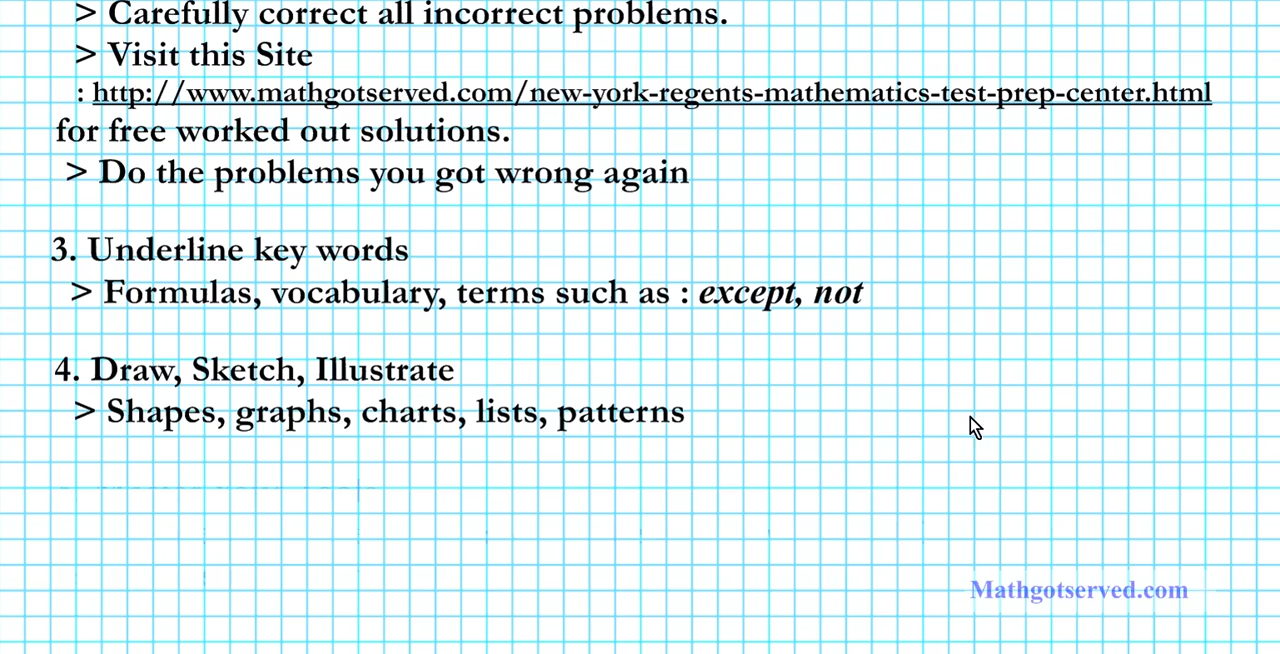 > Carefully correct all incorrect problems.
> Visit this Site
: http://www.mathgotserved.com/new-york-regents-mathematics-test-prep-center.html
for free worked out solutions.
> Do the problems you got wrong again
3. Underline key words
> Formulas, vocabulary, terms such as : except, not
4. Draw, Sketch, Illustrate
> Shapes, graphs, charts, lists, patterns
Mathgotserved.com